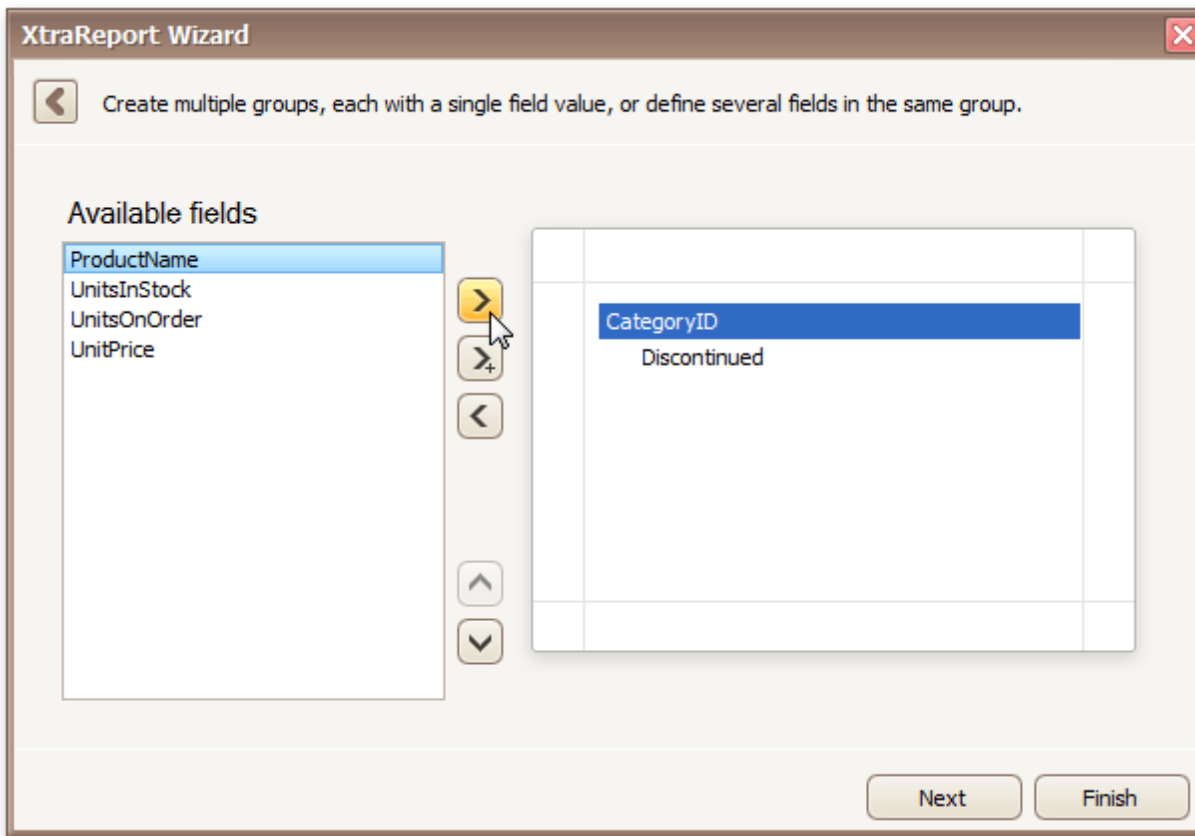 XtraReport Wizard
Create multiple groups, each with a single field value, or define several fields in the same group.
Available fields
ProductName
UnitsInStock
UnitsOnOrder
UnitPrice
CategoryID
Discontinued
Next
Finish